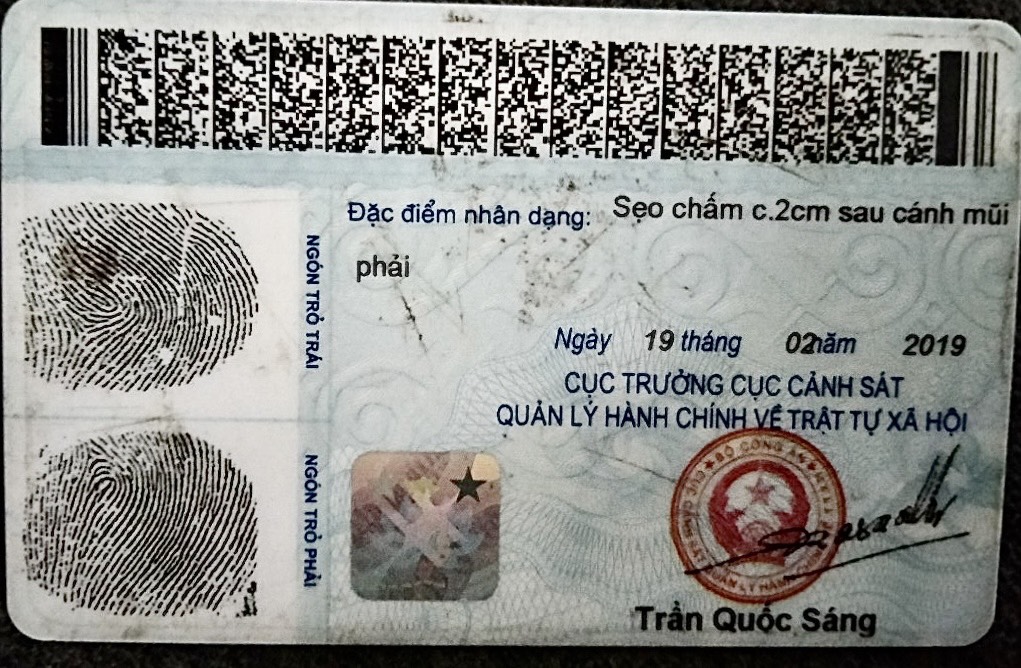 Đặc điểm nhân dạng: Sẹo chấm c.2cm sau cánh mũi
phải
NGÓN TRỎ TRÁI
Ngày 19 tháng 02 năm 2019
CỤC TRƯỞNG CỤC CẢNH SÁT
QUẢN LÝ HÀNH CHÍNH VỀ TRẬT TỰ XÃ HỘI
NGÓN TRỎ PHẢI
BỘ CÔNG AN
Trần Quốc Sáng